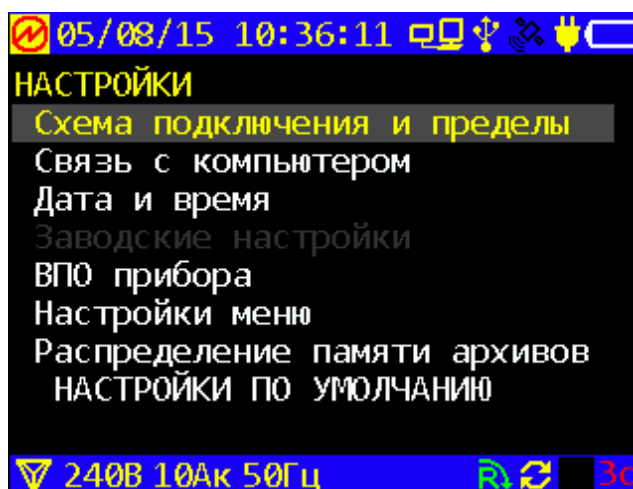 05/08/15 10:36:11
НАСТРОЙКИ
Схема подключения и пределы
Связь с компьютером
Дата и время
Заводские настройки
ВПО прибора
Настройки меню
Распределение памяти архивов
НАСТРОЙКИ ПО УМОЛЧАНИЮ
240В 10Ак 50Гц R 3с